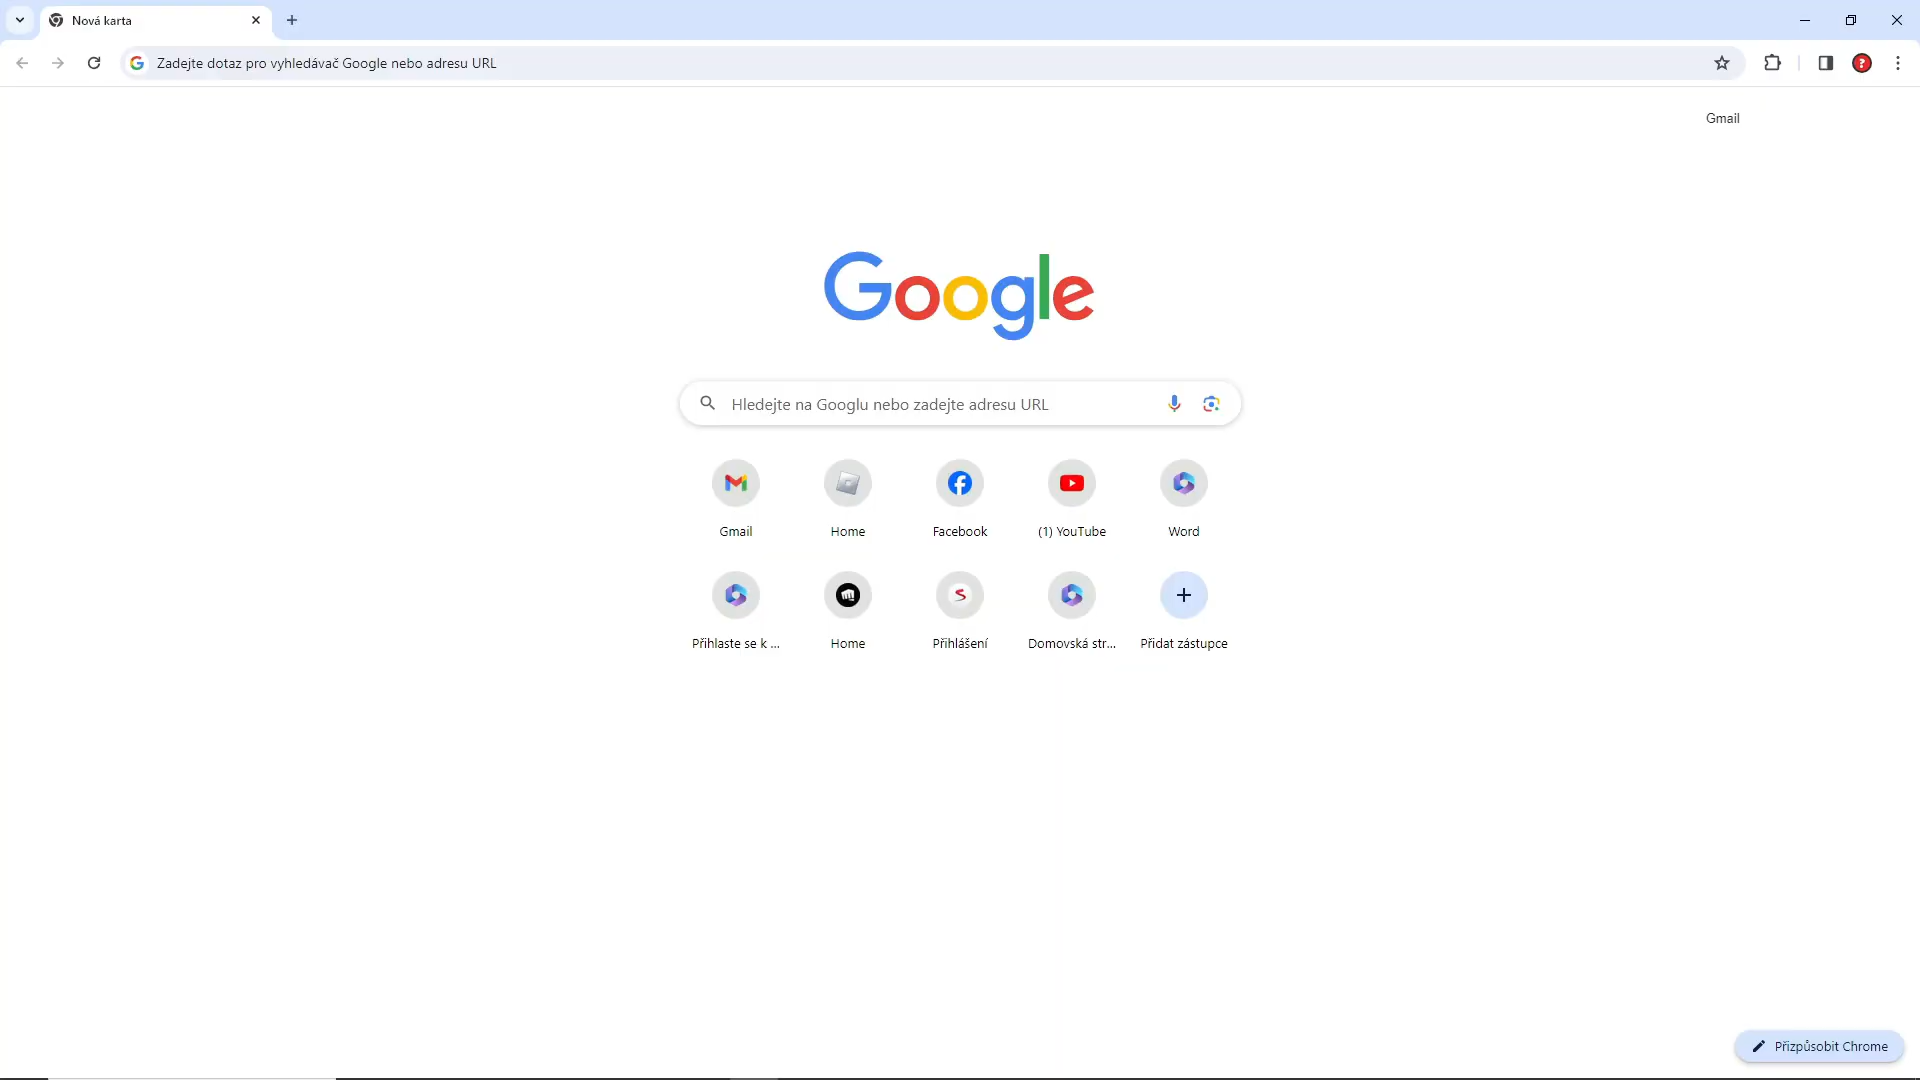 Nová karta
Zadejte dotaz pro vyhledávač Google nebo adresu URL
Gmail
Google
Hledejte na Googlu nebo zadejte adresu URL
Gmail Home Facebook (1) YouTube Word
Přihlaste se k ... Home Přihlášení Domovská str... Přidat zástupce
Přizpůsobit Chrome